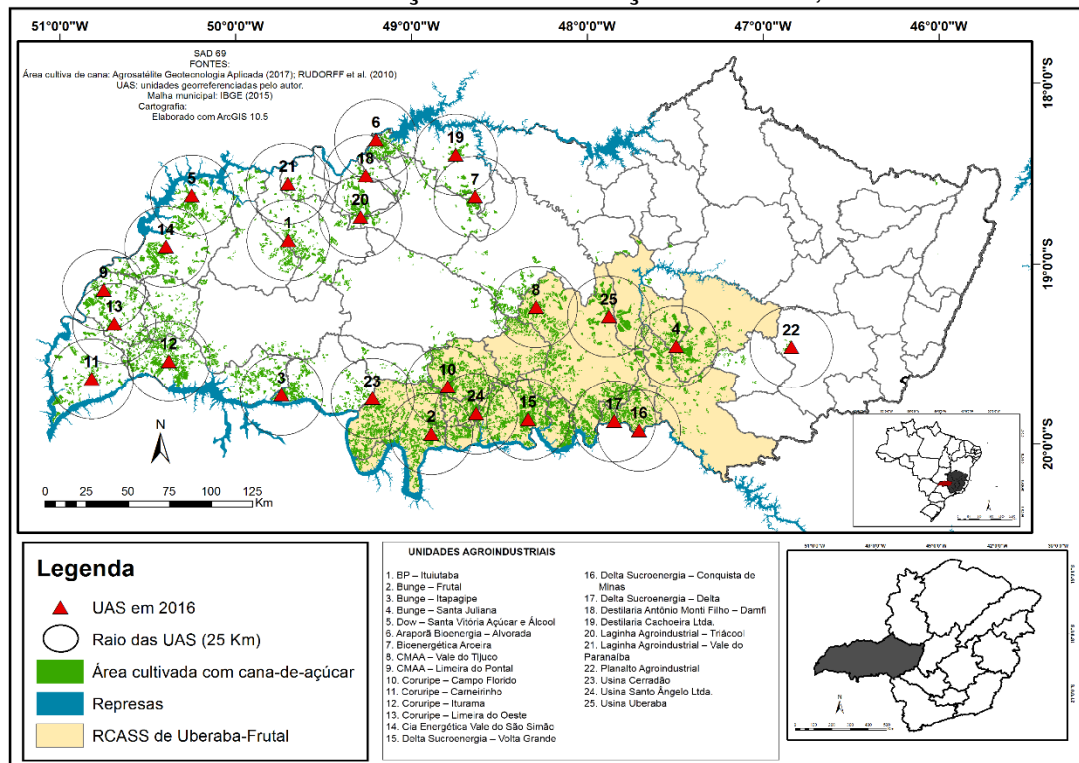 51°0'0"W 50°0'0"W 49°0'0"W 48°0'0"W 47°0'0"W 46°0'0"W
SAD 69
FONTES:
Área cultiva de cana: Agrosatélite Geotecnologia Aplicada (2017); RUDORFF et al. (2010)
UAS: unidades georreferenciadas pelo autor.
Malha municipal: IBGE (2015)
Cartografia:
Elaborado com ArcGIS 10.5
18°0'0"S
19°0'0"S
20°0'0"S
6
19
18
21
5
7
20
1
14
9
13
8
25
4
22
12
11
3
23
10
24
2
15
17
16
N
0 25 50 75 100 125
Km
Legenda
UAS em 2016
Raio das UAS (25 Km)
Área cultivada com cana-de-açúcar
Represas
RCASS de Uberaba-Frutal
UNIDADES AGROINDUSTRIAIS
1. BP – Ituiutaba
2. Bunge – Frutal
3. Bunge – Itapagipe
4. Bunge – Santa Juliana
5. Dow – Santa Vitória Açúcar e Álcool
6. Araporã Bioenergia – Alvorada
7. Bioenergética Aroeira
8. CMAA – Vale do Tijuco
9. CMAA – Limeira do Pontal
10. Coruripe – Campo Florido
11. Coruripe – Carneirinho
12. Coruripe – Iturama
13. Coruripe – Limeira do Oeste
14. Cia Energética Vale do São Simão
15. Delta Sucroenergia – Volta Grande
16. Delta Sucroenergia – Conquista de
Minas
17. Delta Sucroenergia – Delta
18. Destilaria Antônio Monti Filho – Damfi
19. Destilaria Cachoeira Ltda.
20. Laginha Agroindustrial – Triálcool
21. Laginha Agroindustrial – Vale do
Paranaíba
22. Planalto Agroindustrial
23. Usina Cerradão
24. Usina Santo Ângelo Ltda.
25. Usina Uberaba
N